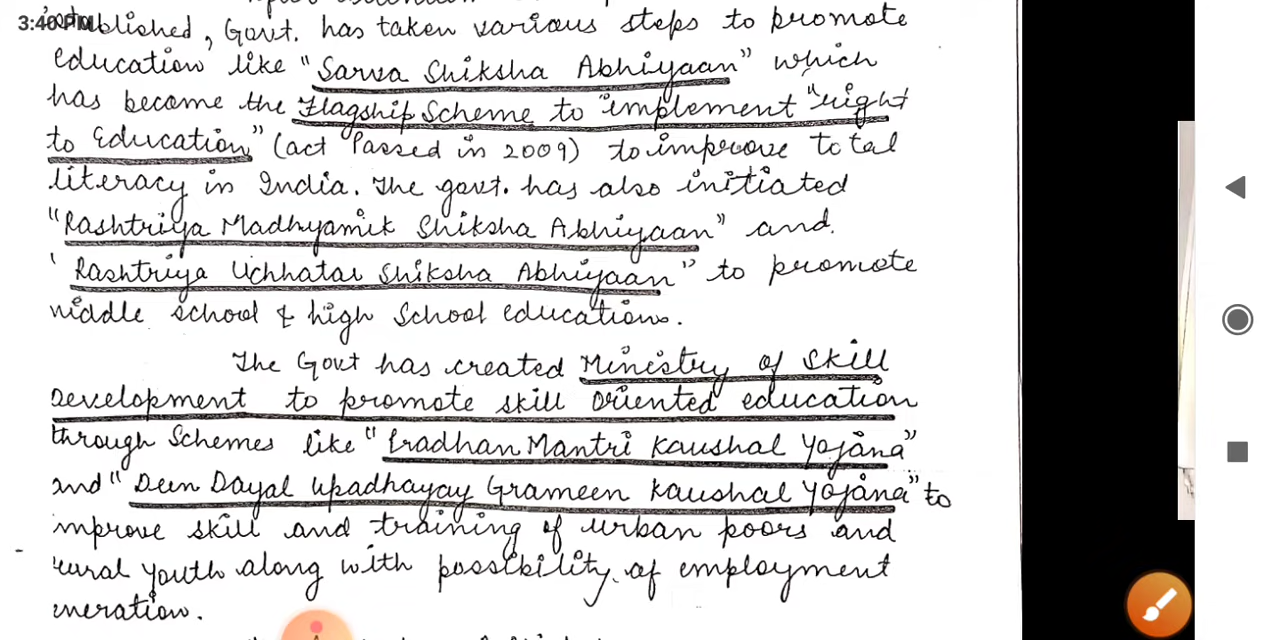 3:40 PM
established, Govt. has taken various steps to promote
education like "Sarva Shiksha Abhiyaan" which
has become the Flagship Scheme to implement "right
to Education" (act Passed in 2009) to improve total
literacy in India. The govt. has also initiated
"Rashtriya Madhyamik Shiksha Abhiyaan" and
'Rashtriya Uchhatar Shiksha Abhiyaan" to promote
middle school & high School educations.
The Govt has created Ministry of Skill
Development to promote skill oriented education
through Schemes like "Pradhan Mantri Kaushal Yojana"
and "Deen Dayal Upadhayay Grameen Kaushal Yojana" to
mprove skill and training of urban poors and
rural youth along with possibility of employment
neration.